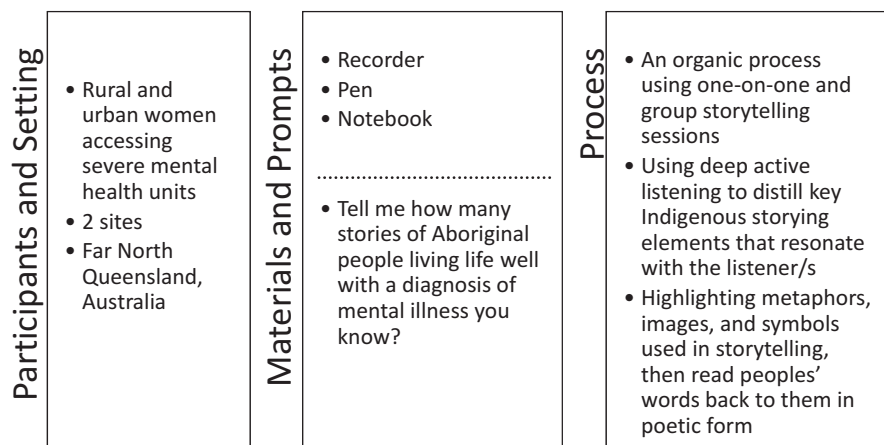 Participants and Setting
• Rural and
urban women
accessing
severe mental
health units
• 2 sites
• Far North
Queensland,
Australia
Materials and Prompts
• Recorder
• Pen
• Notebook
• Tell me how many
stories of Aboriginal
people living life well
with a diagnosis of
mental illness you
know?
Process
• An organic process
using one-on-one and
group storytelling
sessions
• Using deep active
listening to distill key
Indigenous storying
elements that resonate
with the listener/s
• Highlighting metaphors,
images, and symbols
used in storytelling,
then read peoples’
words back to them in
poetic form